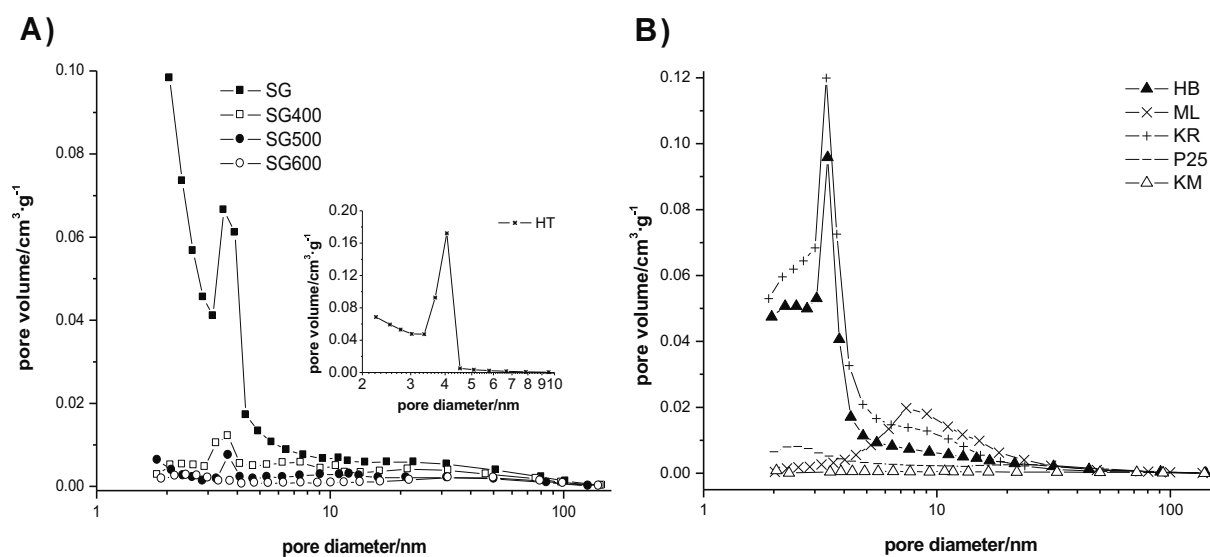 A)
0.10
0.08
0.06
0.04
0.02
0.00
1
10
100
pore diameter/nm
pore volume/cm³·g⁻¹
SG
SG400
SG500
SG600
0.20
0.16
0.12
0.08
0.04
0.00
2
3
4
5
6
7
8
910
pore diameter/nm
pore volume/cm³·g⁻¹
HT
B)
0.12
0.10
0.08
0.06
0.04
0.02
0.00
1
10
100
pore diameter/nm
pore volume/cm³·g⁻¹
HB
ML
KR
P25
KM